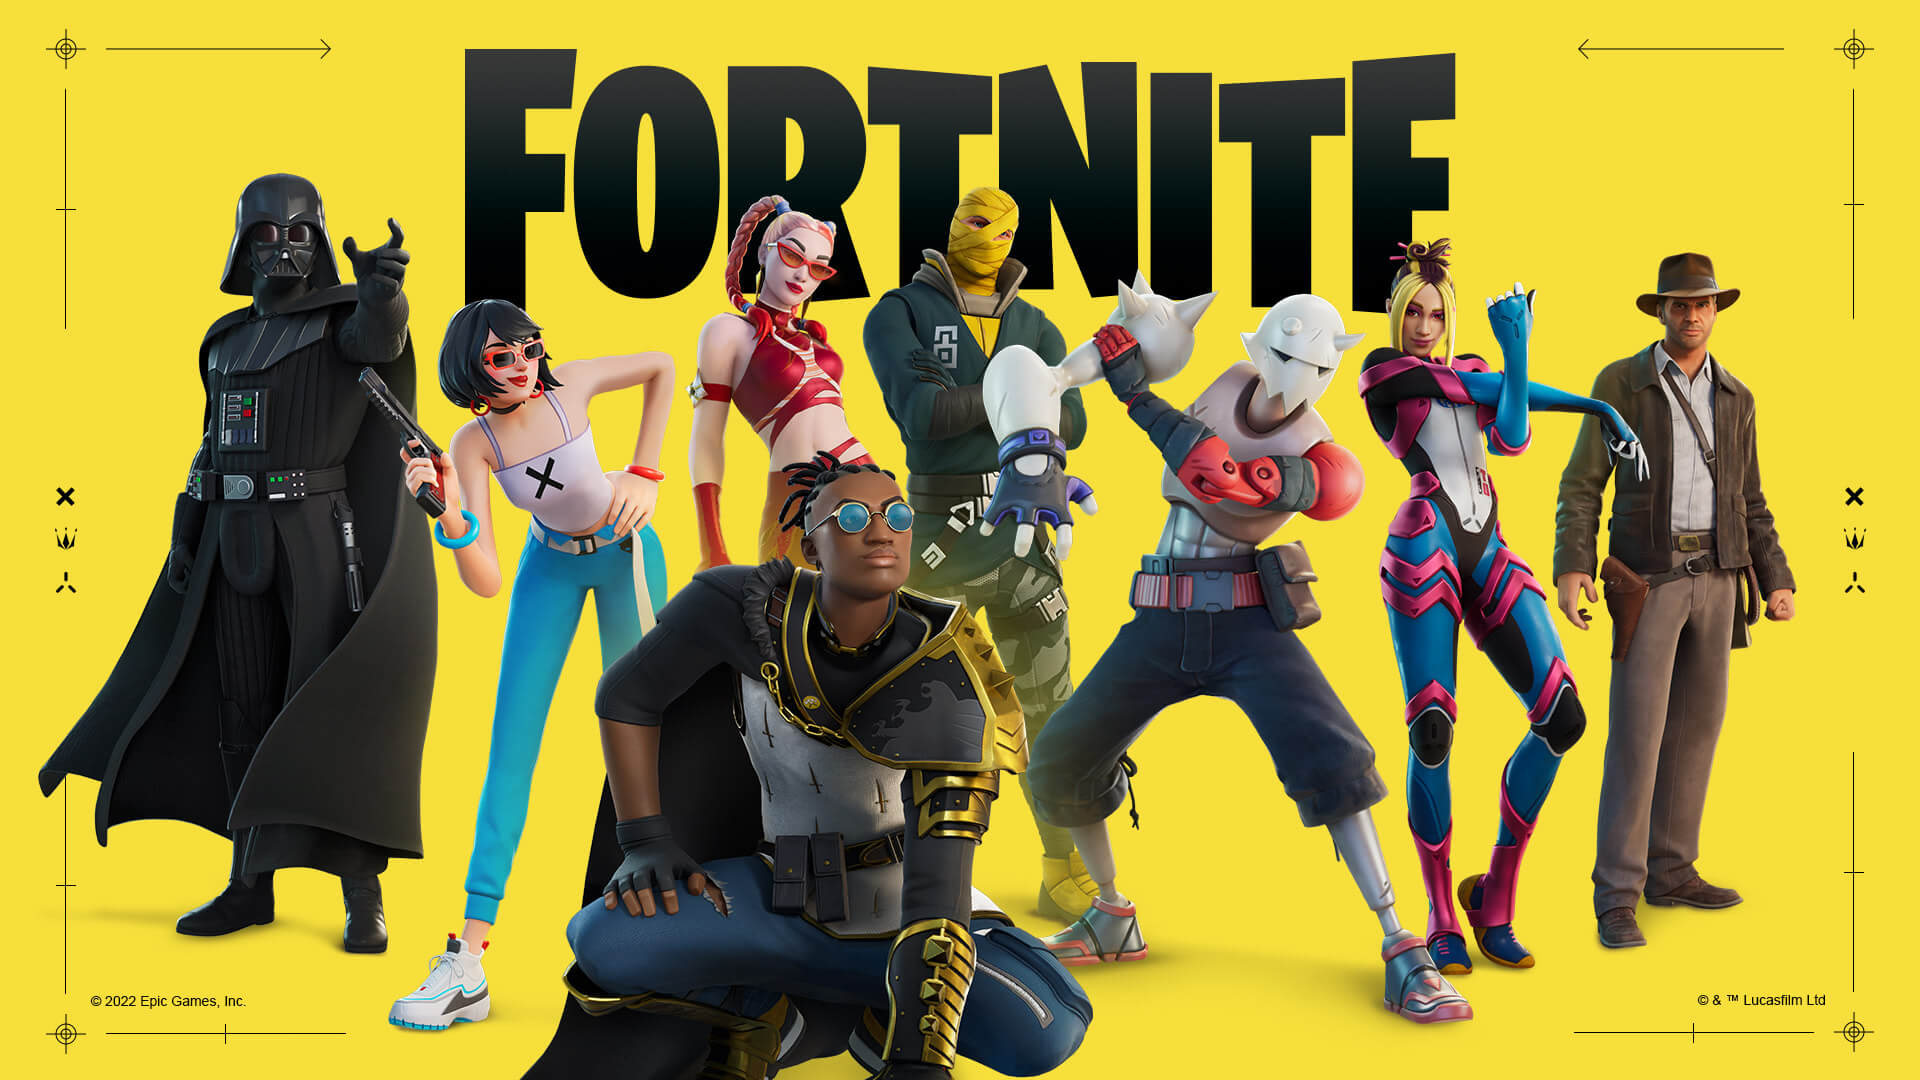 FORTNITE
© 2022 Epic Games, Inc.
© & ™ Lucasfilm Ltd